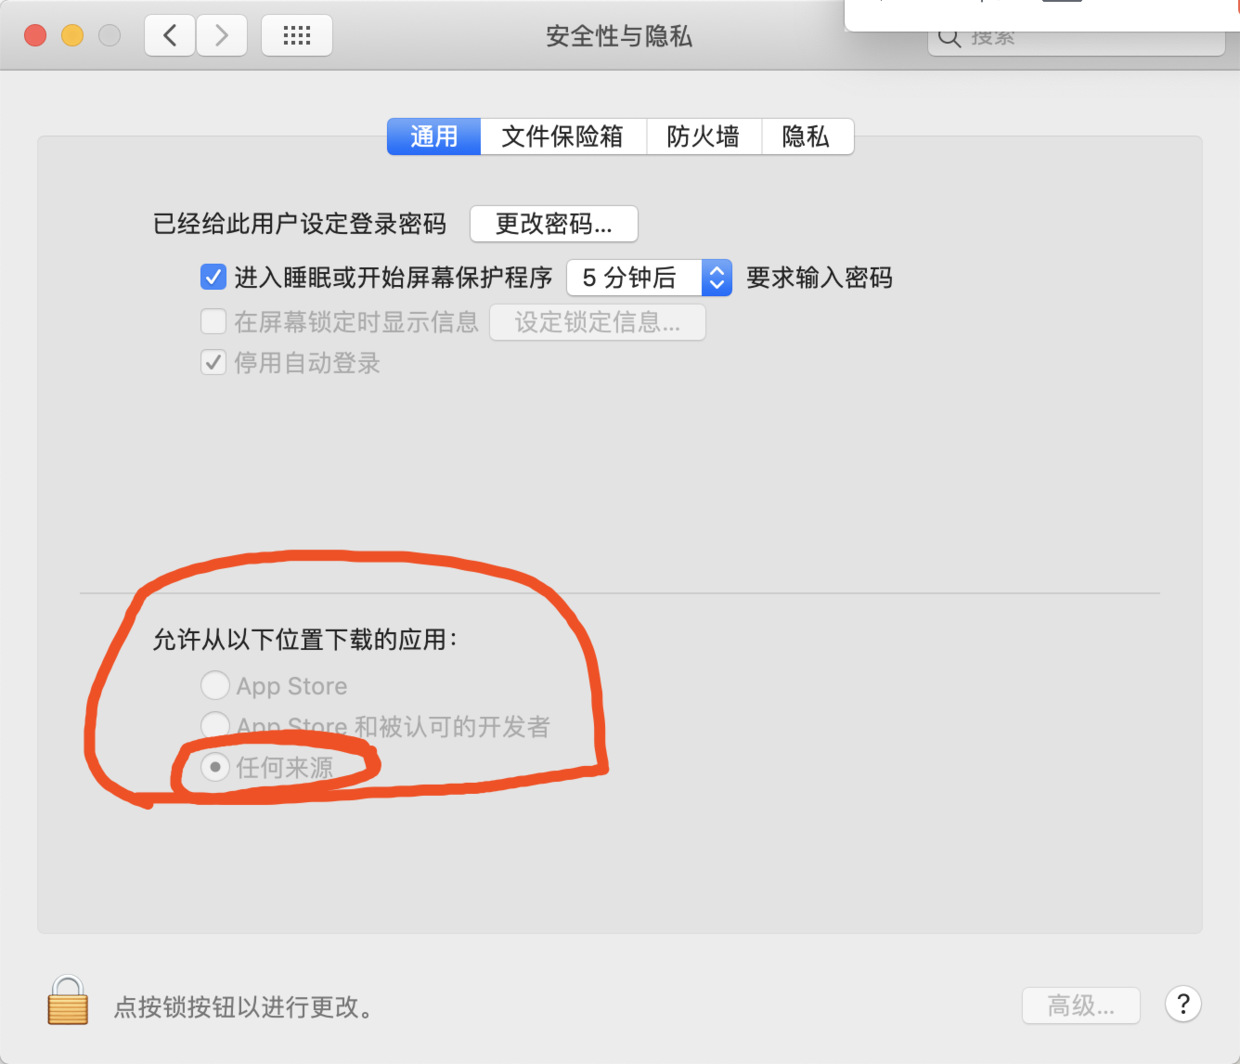 安全性与隐私
搜索
通用 文件保险箱 防火墙 隐私
已经给此用户设定登录密码 更改密码...
进入睡眠或开始屏幕保护程序 5 分钟后 要求输入密码
在屏幕锁定时显示信息 设定锁定信息...
停用自动登录
允许从以下位置下载的应用：
App Store
App Store 和被认可的开发者
任何来源
点按锁按钮以进行更改。 高级... ?